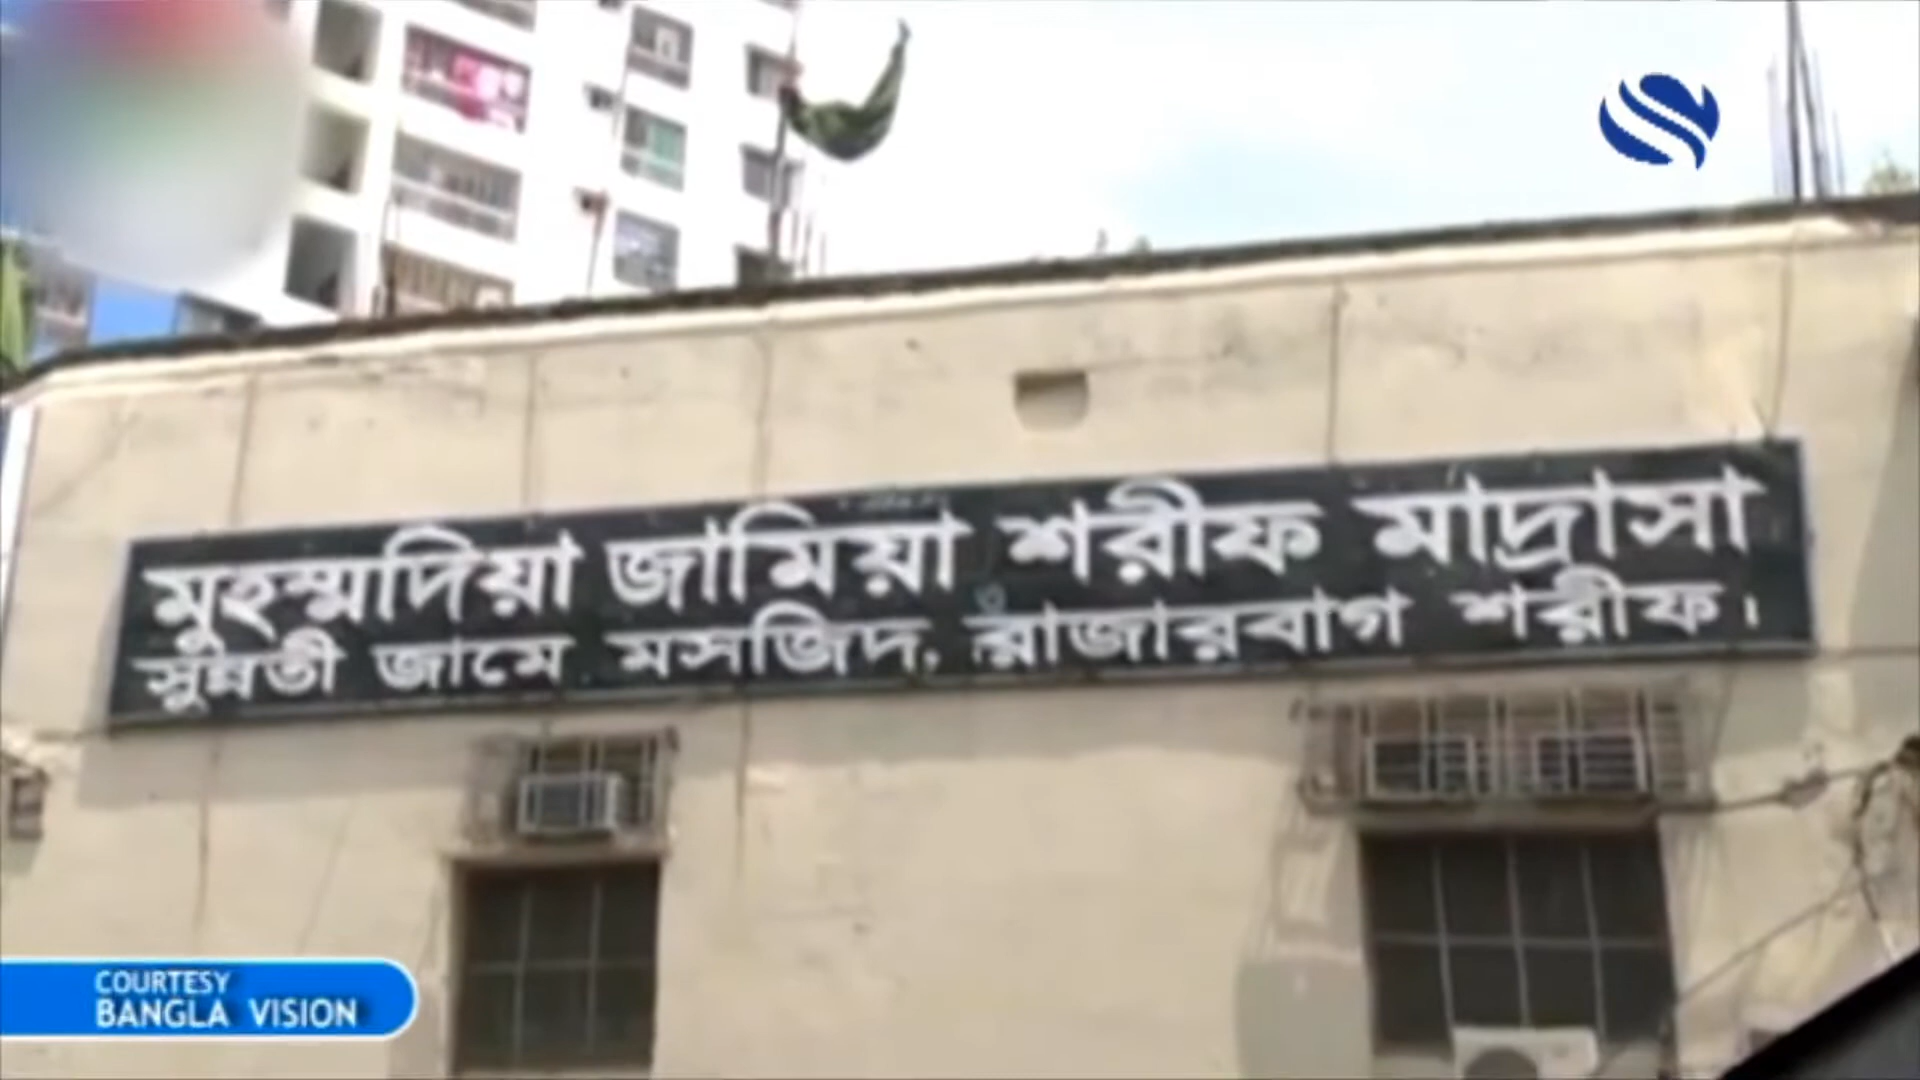 মুহম্মদিয়া জামিয়া শরীফ মাদ্রাসা
ও
সুন্নতী জামে মসজিদ, রাজারবাগ শরীফ।
COURTESY
BANGLA VISION